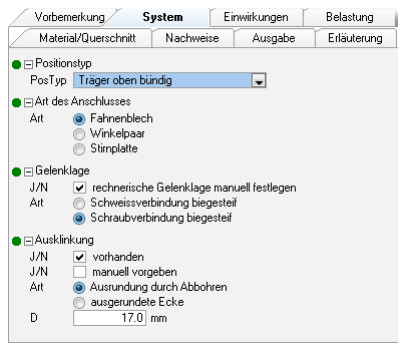 Vorbemerkung System Einwirkungen Belastung
Material/Querschnitt Nachweise Ausgabe Erläuterung
Positionstyp
PosTyp Träger oben bündig
Art des Anschlusses
Art Fahnenblech
Winkelpaar
Stirnplatte
Gelenklage
J/N rechnerische Gelenklage manuell festlegen
Art Schweissverbindung biegesteif
Schraubverbindung biegesteif
Ausklinkung
J/N vorhanden
J/N manuell vorgeben
Art Ausrundung durch Abbohren
ausgerundete Ecke
D 17.0 mm